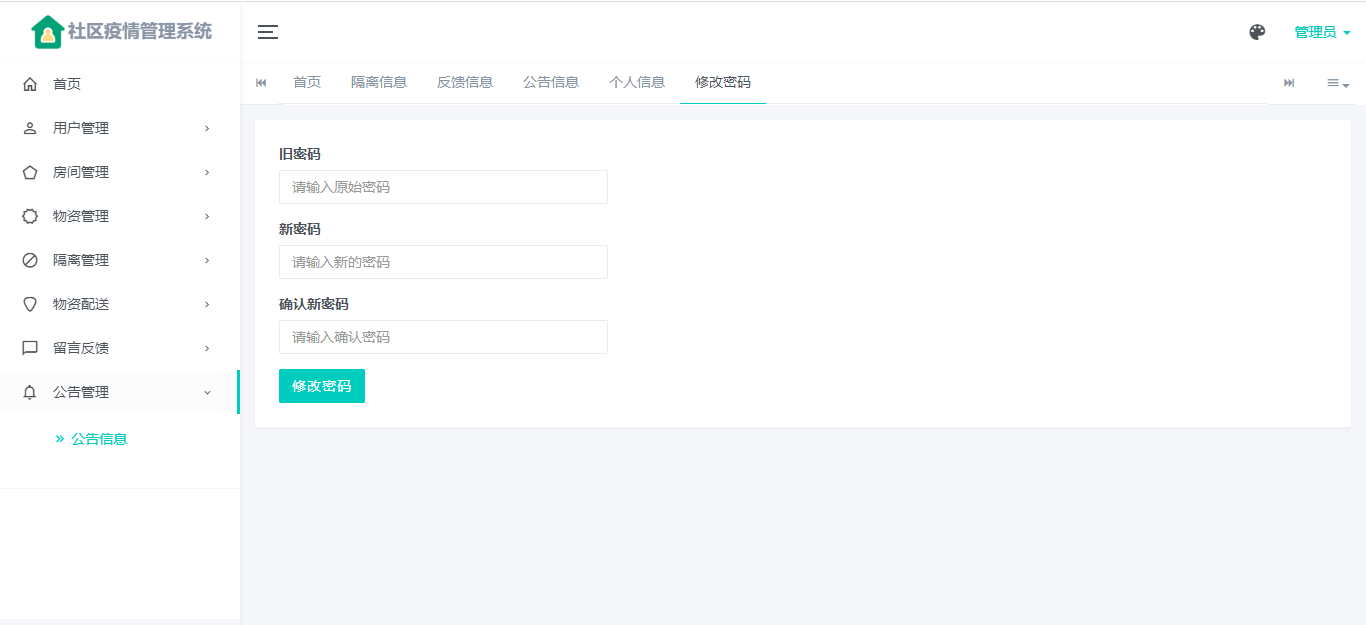 社区疫情管理系统
管理员
首页
用户管理
房间管理
物资管理
隔离管理
物资配送
留言反馈
公告管理
公告信息
首页 隔离信息 反馈信息 公告信息 个人信息 修改密码
旧密码
请输入原始密码
新密码
请输入新的密码
确认新密码
请输入确认密码
修改密码